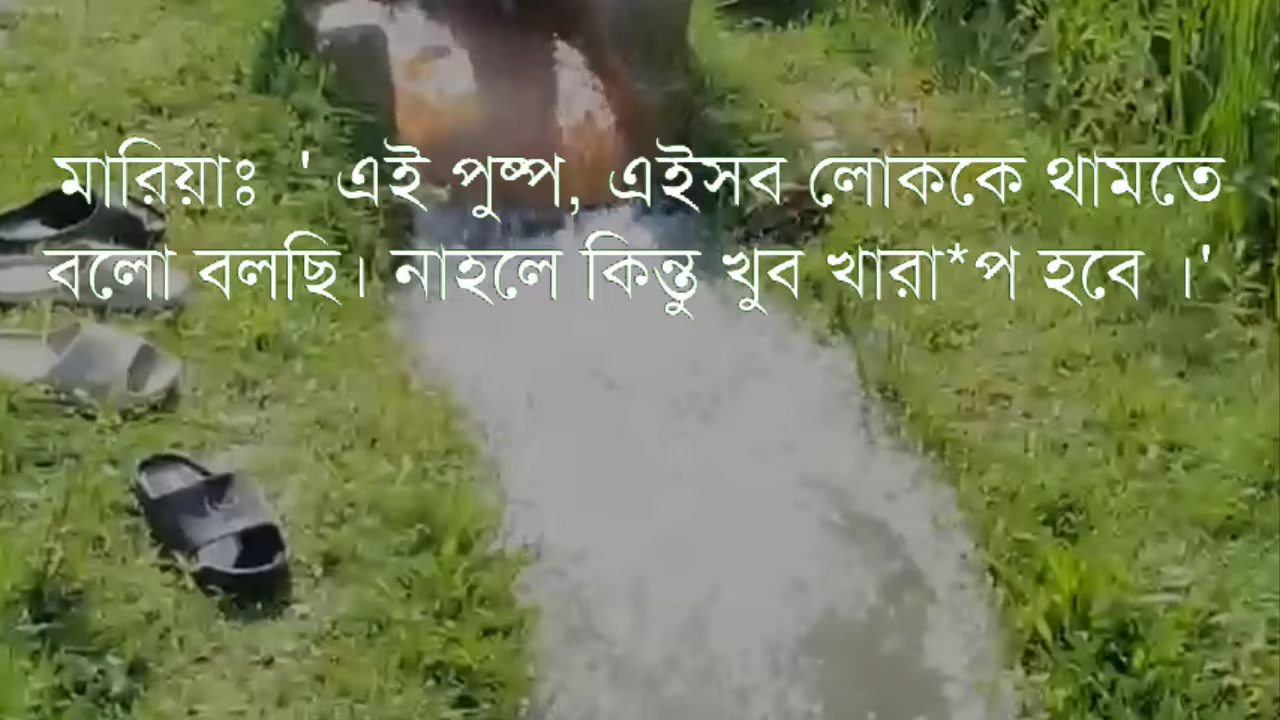 মারিয়াঃ ' এই পুষ্প, এইসব লোককে থামতে
বলো বলছি। নাহলে কিন্তু খুব খারা*প হবে ।'